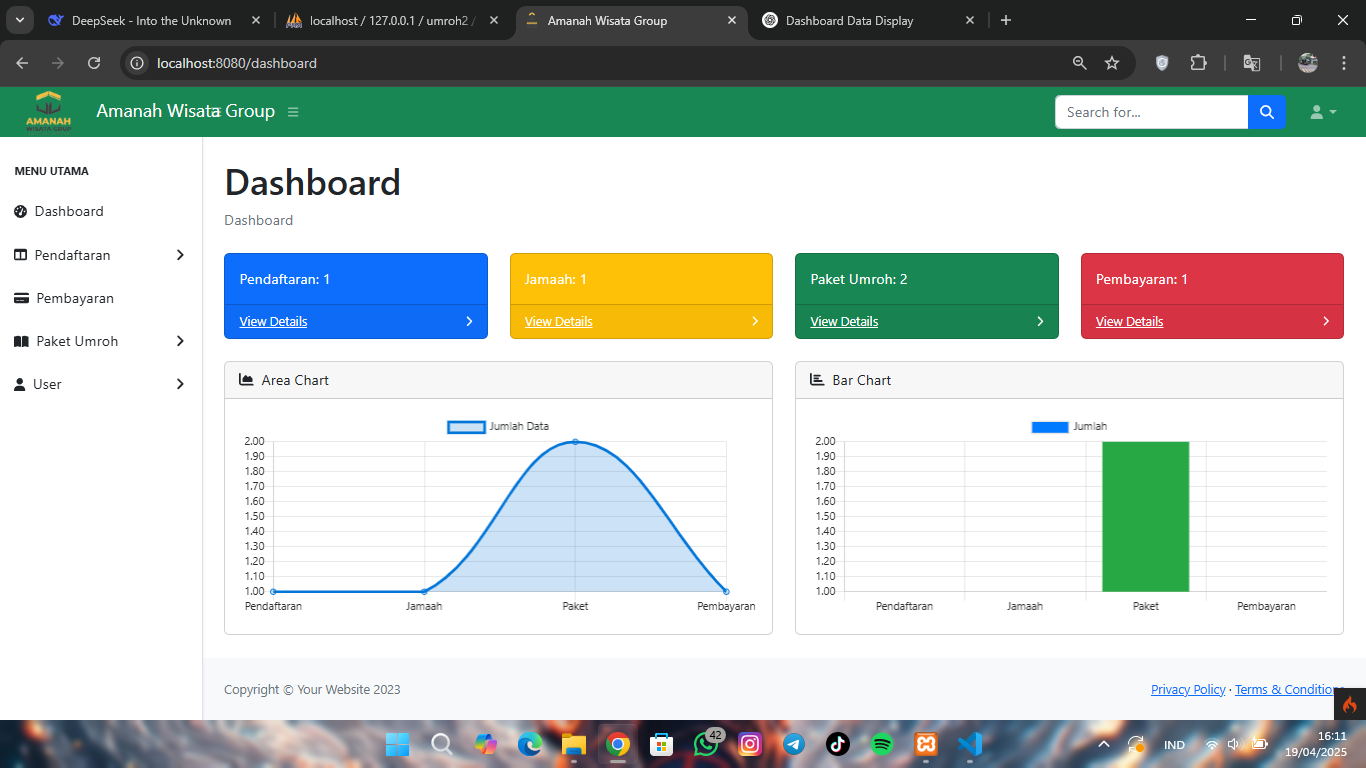 DeepSeek - Into the Unknown
localhost / 127.0.0.1 / umroh2 /
Amanah Wisata Group
Dashboard Data Display
localhost:8080/dashboard
AMANAH
WISATA GRUP
Amanah Wisata Group
Search for...
MENU UTAMA
Dashboard
Pendaftaran
Pembayaran
Paket Umroh
User
Dashboard
Dashboard
Pendaftaran: 1
View Details
Jamaah: 1
View Details
Paket Umroh: 2
View Details
Pembayaran: 1
View Details
Area Chart
Jumlah Data
2.00
1.90
1.80
1.70
1.60
1.50
1.40
1.30
1.20
1.10
1.00
Pendaftaran
Jamaah
Paket
Pembayaran
Bar Chart
Jumlah
2.00
1.90
1.80
1.70
1.60
1.50
1.40
1.30
1.20
1.10
1.00
Pendaftaran
Jamaah
Paket
Pembayaran
Copyright © Your Website 2023
Privacy Policy · Terms & Condition
42
IND
16:11
19/04/2025